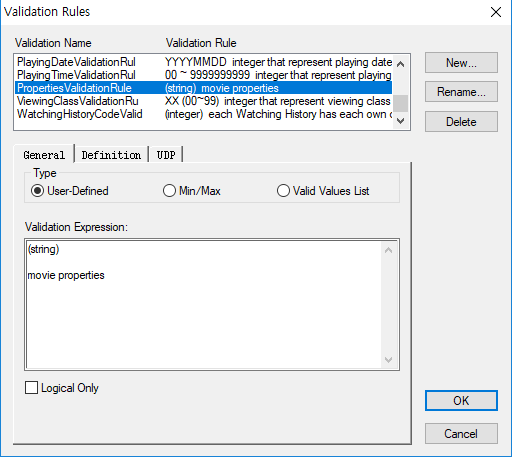 Validation Rules
Validation Name Validation Rule
PlayingDateValidationRul YYYYMMDD integer that represent playing date
PlayingTimeValidationRul 00 ~ 9999999999 integer that represent playing
PropertiesValidationRule (string) movie properties
ViewingClassValidationRu XX (00~99) integer that represent viewing class
WatchingHistoryCodeValid (integer) each Watching History has each own c
New...
Rename...
Delete
General Definition UDP
Type
User-Defined Min/Max Valid Values List
Validation Expression:
(string)
movie properties
Logical Only
OK
Cancel